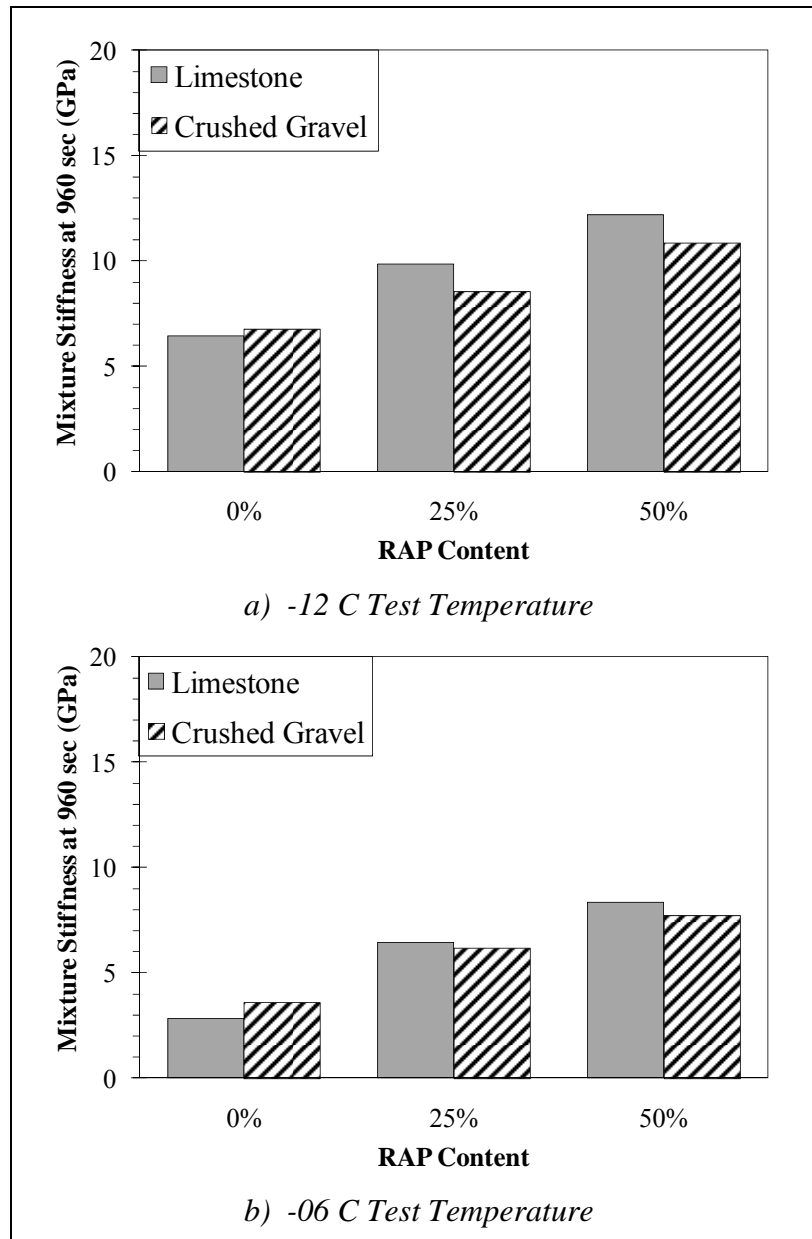 20
15
10
5
0
Mixture Stiffness at 960 sec (GPa)
Limestone
Crushed Gravel
0% 25% 50%
RAP Content
a) -12 C Test Temperature
20
15
10
5
0
Mixture Stiffness at 960 sec (GPa)
Limestone
Crushed Gravel
0% 25% 50%
RAP Content
b) -06 C Test Temperature